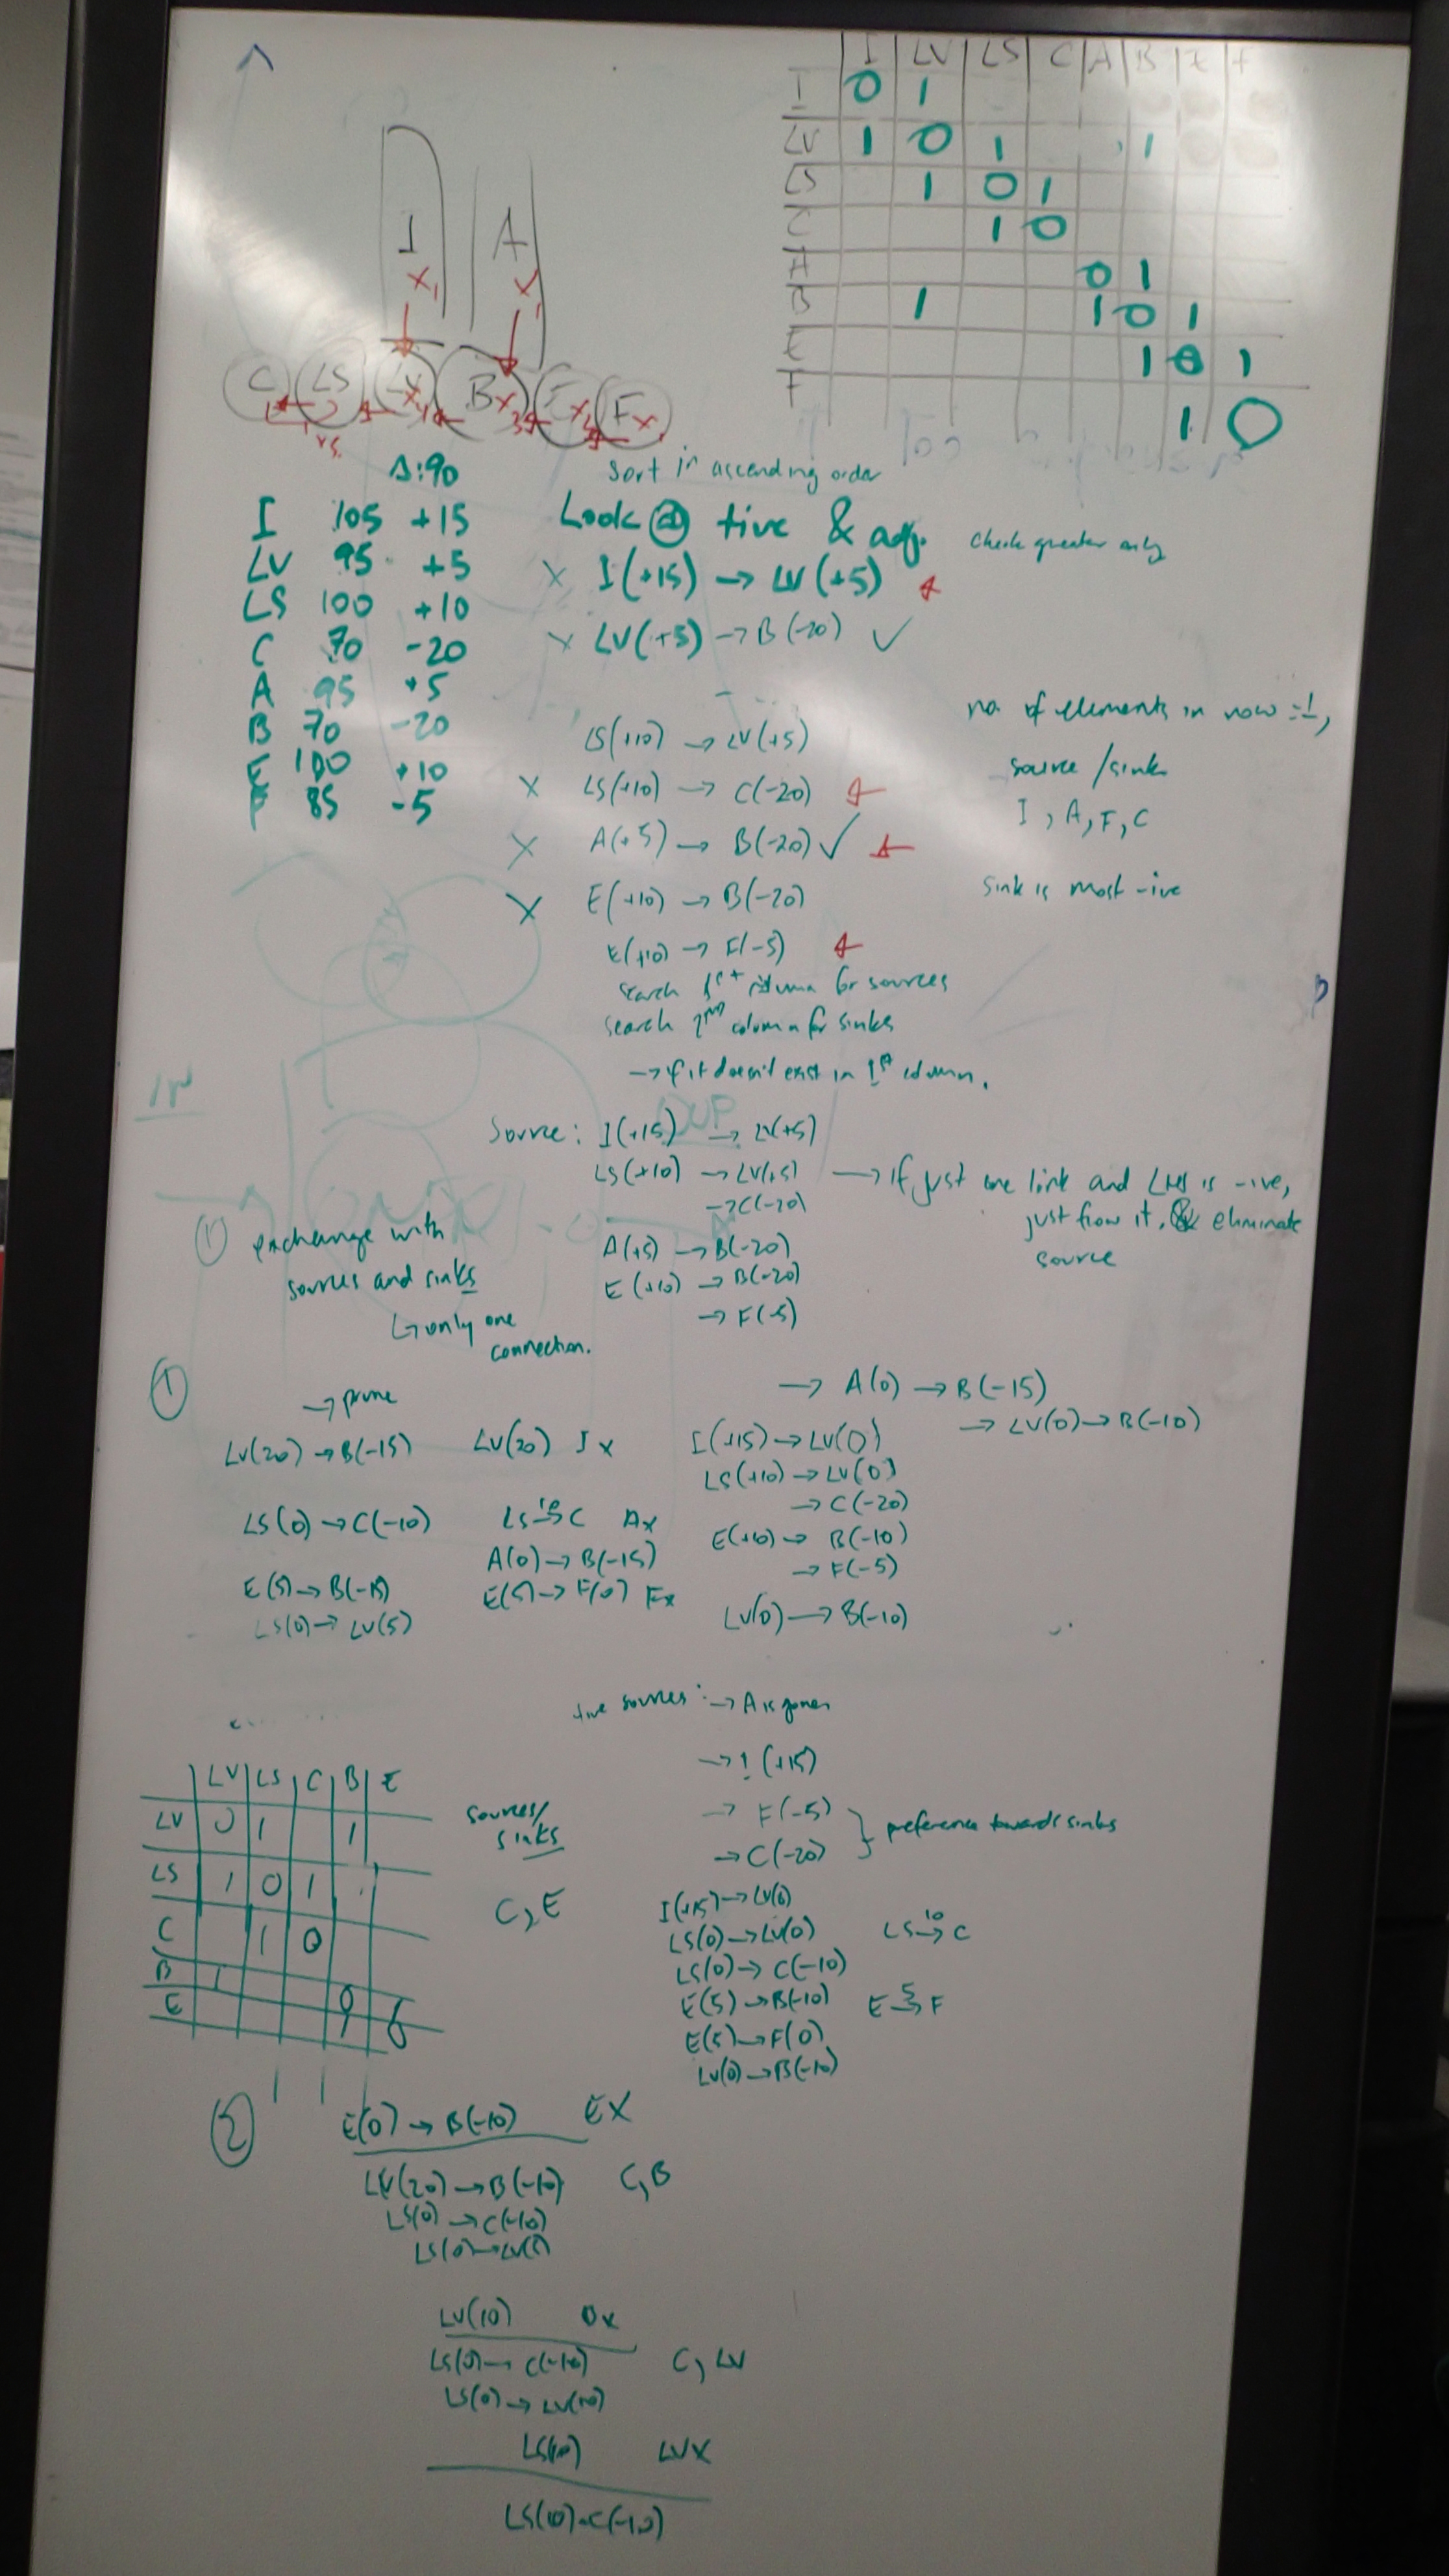 I LV LS C A B E F
I 0 1
LV 1 0 1 1
LS 1 0 1
C 1 0
A 0 1
B 1 1 0 1
E 1 0 1
F 1 0
I A
x₁ x
C LS LV B E F
Δ:90
I 105 +15
LV 95 +5
LS 100 +10
C 70 -20
A 95 +5
B 70 -20
E 100 +10
F 85 -5
Sort in ascending order
Look @ +ive & adj. check greater only
x I(+15) → LV(+5)
x LV(+5) → B(-20) ✓
LS(+10) → LV(+5)
x LS(+10) → C(-20)
x A(+5) → B(-20) ✓
x E(+10) → B(-20)
E(+10) → F(-5)
no. of elements in row = 1,
source/sink
I, A, F, C
sink is most -ive
search 1st column for sources
search 2nd column for sinks
→ if it doesn't exist in 1st column.
Source: I(+15) → LV(+5)
LS(+10) → LV(+5)
→ C(-20)
A(+5) → B(-20)
E(+10) → B(-20)
→ F(-5)
→ If just one link and LHS is -ive,
just flow it, & eliminate
source
① exchange with
sources and sinks
↳ only one
connection.
①
→ prune
LV(20) → B(-15)
LS(0) → C(-10)
E(5) → B(-15)
LS(0) → LV(5)
LV(20) I x
LS →10 C A x
A(0) → B(-15)
E(5) → F(0) F x
→ A(0) → B(-15)
→ LV(0) → B(-10)
I(+15) → LV(0)
LS(+10) → LV(0)
→ C(-20)
E(+10) → B(-10)
→ F(-5)
LV(0) → B(-10)
+ive sources: → A is gone
→ I (+15)
→ F(-5)
→ C(-20)
} preference towards sinks
I(+15) → LV(0)
LS(0) → LV(0) LS →10 C
LS(0) → C(-10)
E(5) → B(-10) E →5 F
E(5) → F(0)
LV(0) → B(-10)
LV LS C B E
LV 0 1 1
LS 1 0 1
C 1 0
B 1 0
E 1 0
sources/
sinks
C, E
② E(0) → B(-10) E X
LV(20) → B(-10) C, B
LS(0) → C(-10)
LS(0) → LV
LV(10) x
LS(0) → C(-10) C, LV
LS(0) → LV(10)
LS(10) LV X
LS(10) → C(-10)